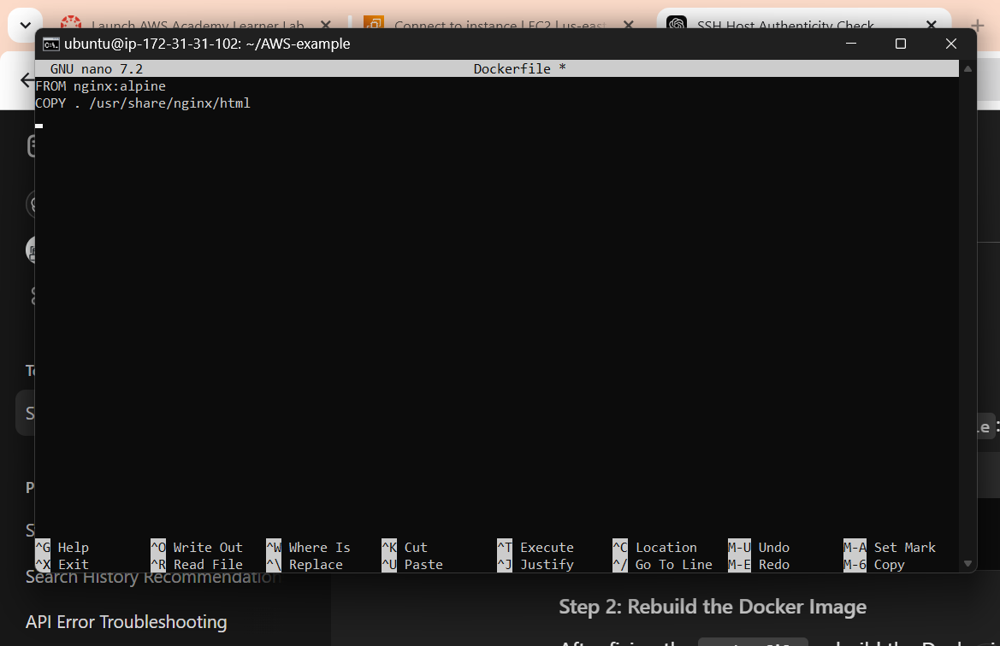 Launch AWS Academy Learner Lab
Connect to instance | EC2 | us-east
SSH Host Authenticity Check
ubuntu@ip-172-31-31-102: ~/AWS-example
GNU nano 7.2 Dockerfile *
FROM nginx:alpine
COPY . /usr/share/nginx/html
^G Help ^O Write Out ^W Where Is ^K Cut ^T Execute ^C Location M-U Undo M-A Set Mark
^X Exit ^R Read File ^\ Replace ^U Paste ^J Justify ^/ Go To Line M-E Redo M-6 Copy
Search History Recommendation
API Error Troubleshooting
Step 2: Rebuild the Docker Image